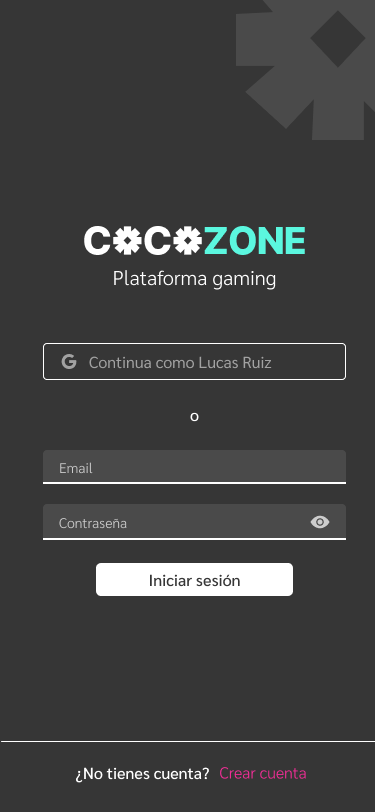 COCOZONE
Plataforma gaming
G Continua como Lucas Ruiz
o
Email
Contraseña
Iniciar sesión
¿No tienes cuenta? Crear cuenta